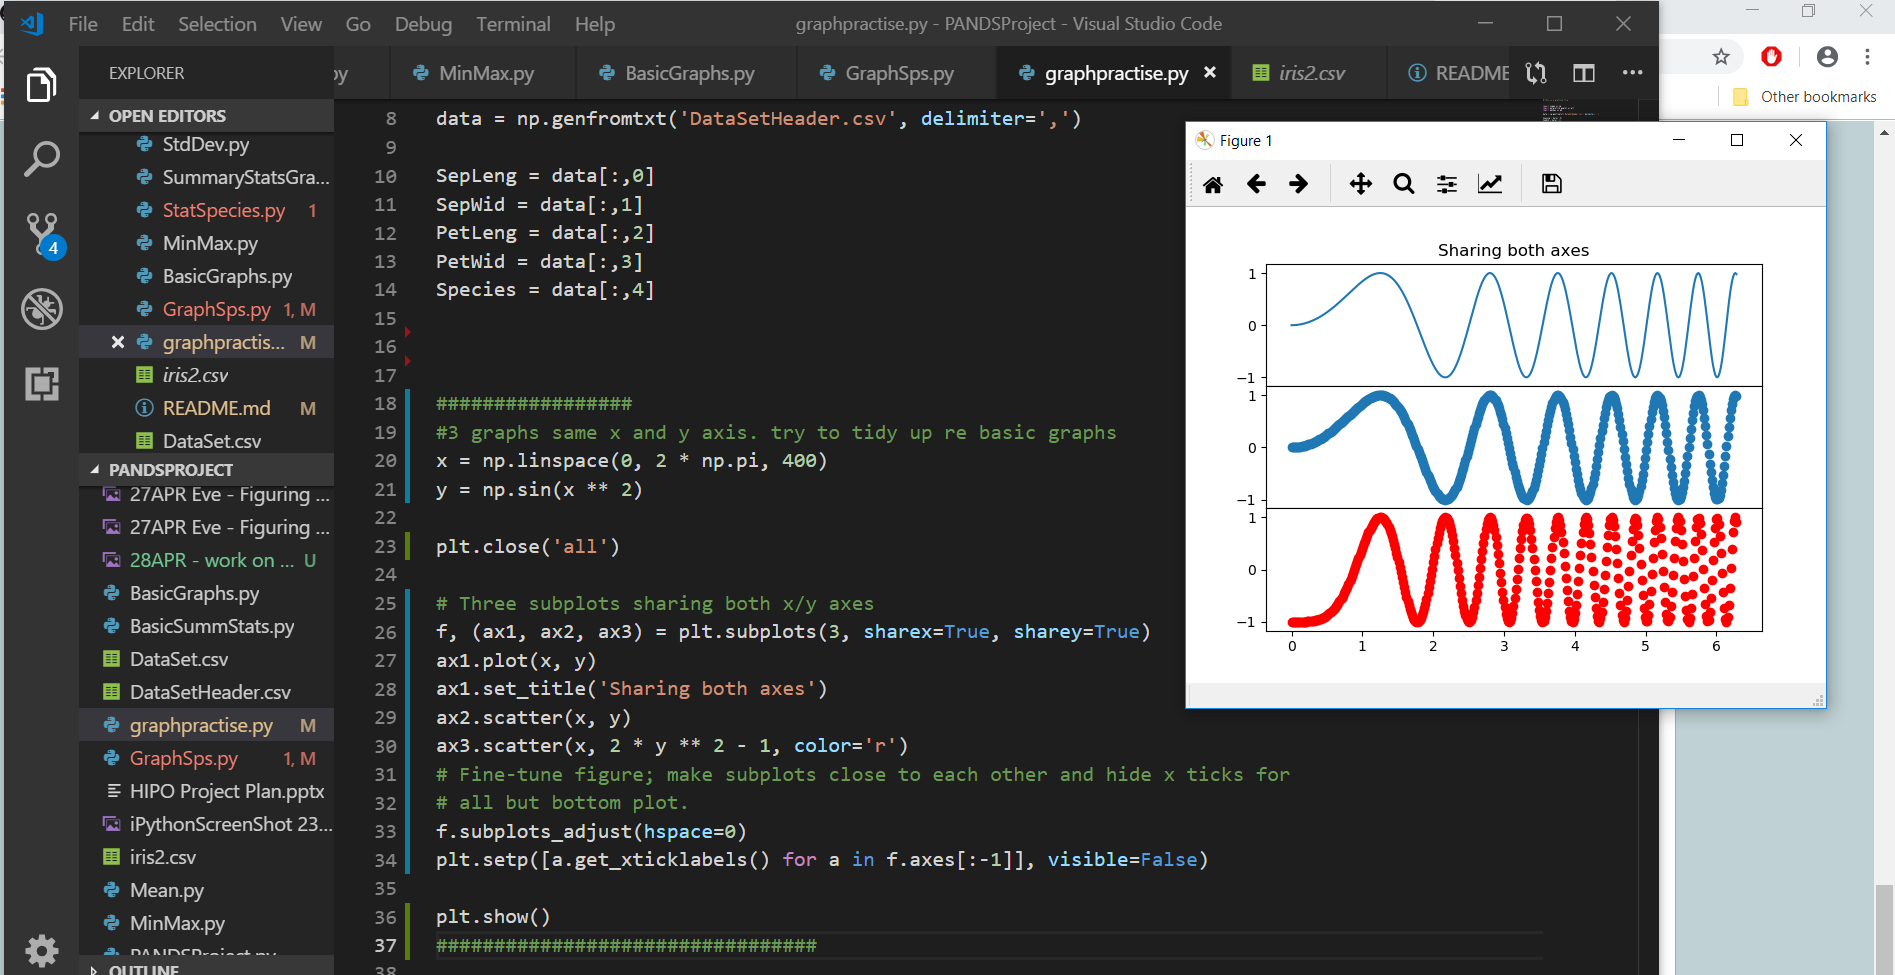 File Edit Selection View Go Debug Terminal Help
graphpractise.py - PANDSProject - Visual Studio Code
EXPLORER
py
MinMax.py
BasicGraphs.py
GraphSps.py
graphpractise.py
iris2.csv
README
Other bookmarks
OPEN EDITORS
StdDev.py
SummaryStatsGra...
StatSpecies.py 1
MinMax.py
BasicGraphs.py
GraphSps.py 1, M
graphpractis... M
iris2.csv
README.md M
DataSet.csv
PANDSPROJECT
27APR Eve - Figuring ...
27APR Eve - Figuring ...
28APR - work on ... U
BasicGraphs.py
BasicSummStats.py
DataSet.csv
DataSetHeader.csv
graphpractise.py M
GraphSps.py 1, M
HIPO Project Plan.pptx
iPythonScreenShot 23...
iris2.csv
Mean.py
MinMax.py
PANDSProject.py
OUTLINE
4
8 data = np.genfromtxt('DataSetHeader.csv', delimiter=',')
9
10 SepLeng = data[:,0]
11 SepWid = data[:,1]
12 PetLeng = data[:,2]
13 PetWid = data[:,3]
14 Species = data[:,4]
15
16
17
18 #################
19 #3 graphs same x and y axis. try to tidy up re basic graphs
20 x = np.linspace(0, 2 * np.pi, 400)
21 y = np.sin(x ** 2)
22
23 plt.close('all')
24
25 # Three subplots sharing both x/y axes
26 f, (ax1, ax2, ax3) = plt.subplots(3, sharex=True, sharey=True)
27 ax1.plot(x, y)
28 ax1.set_title('Sharing both axes')
29 ax2.scatter(x, y)
30 ax3.scatter(x, 2 * y ** 2 - 1, color='r')
31 # Fine-tune figure; make subplots close to each other and hide x ticks for
32 # all but bottom plot.
33 f.subplots_adjust(hspace=0)
34 plt.setp([a.get_xticklabels() for a in f.axes[:-1]], visible=False)
35
36 plt.show()
37 #################################
38
Figure 1
Sharing both axes
1
0
−1
1
0
−1
1
0
−1
0 1 2 3 4 5 6